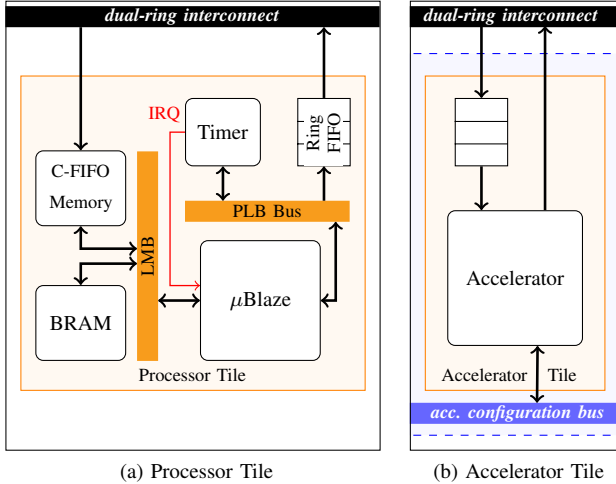 dual-ring interconnect
IRQ
Timer
Ring
FIFO
C-FIFO
Memory
PLB Bus
LMB
BRAM
μBlaze
Processor Tile
(a) Processor Tile
dual-ring interconnect
Accelerator
Accelerator Tile
acc. configuration bus
(b) Accelerator Tile